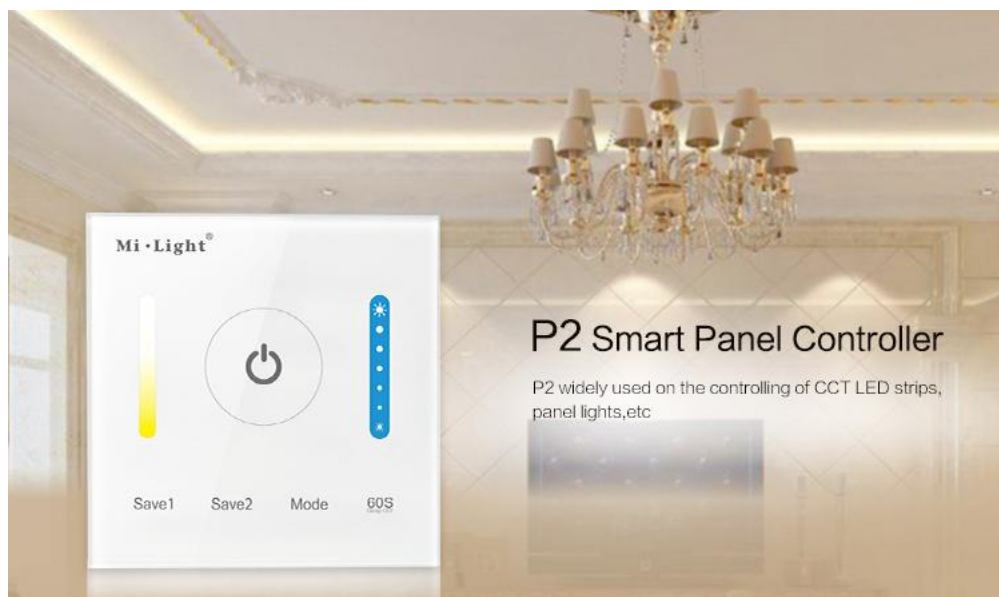 Mi·Light®
P2 Smart Panel Controller
P2 widely used on the controlling of CCT LED strips,
panel lights,etc
Save1 Save2 Mode 60S